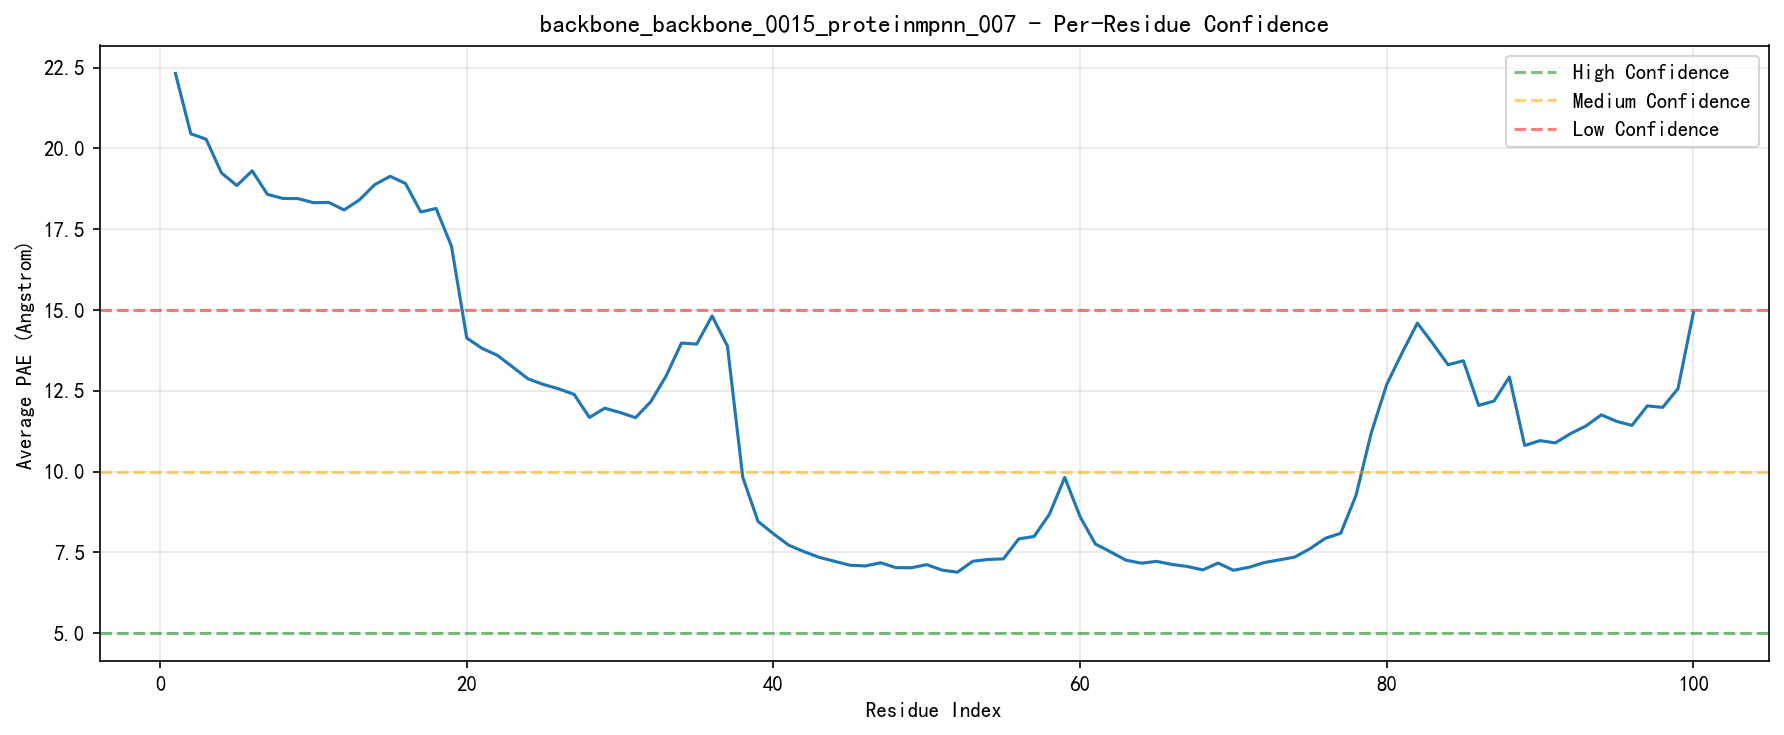 backbone_backbone_0015_proteinmpnn_007 - Per-Residue Confidence
22.5
20.0
17.5
15.0
12.5
10.0
7.5
5.0
Average PAE (Angstrom)
High Confidence
Medium Confidence
Low Confidence
0 20 40 60 80 100
Residue Index